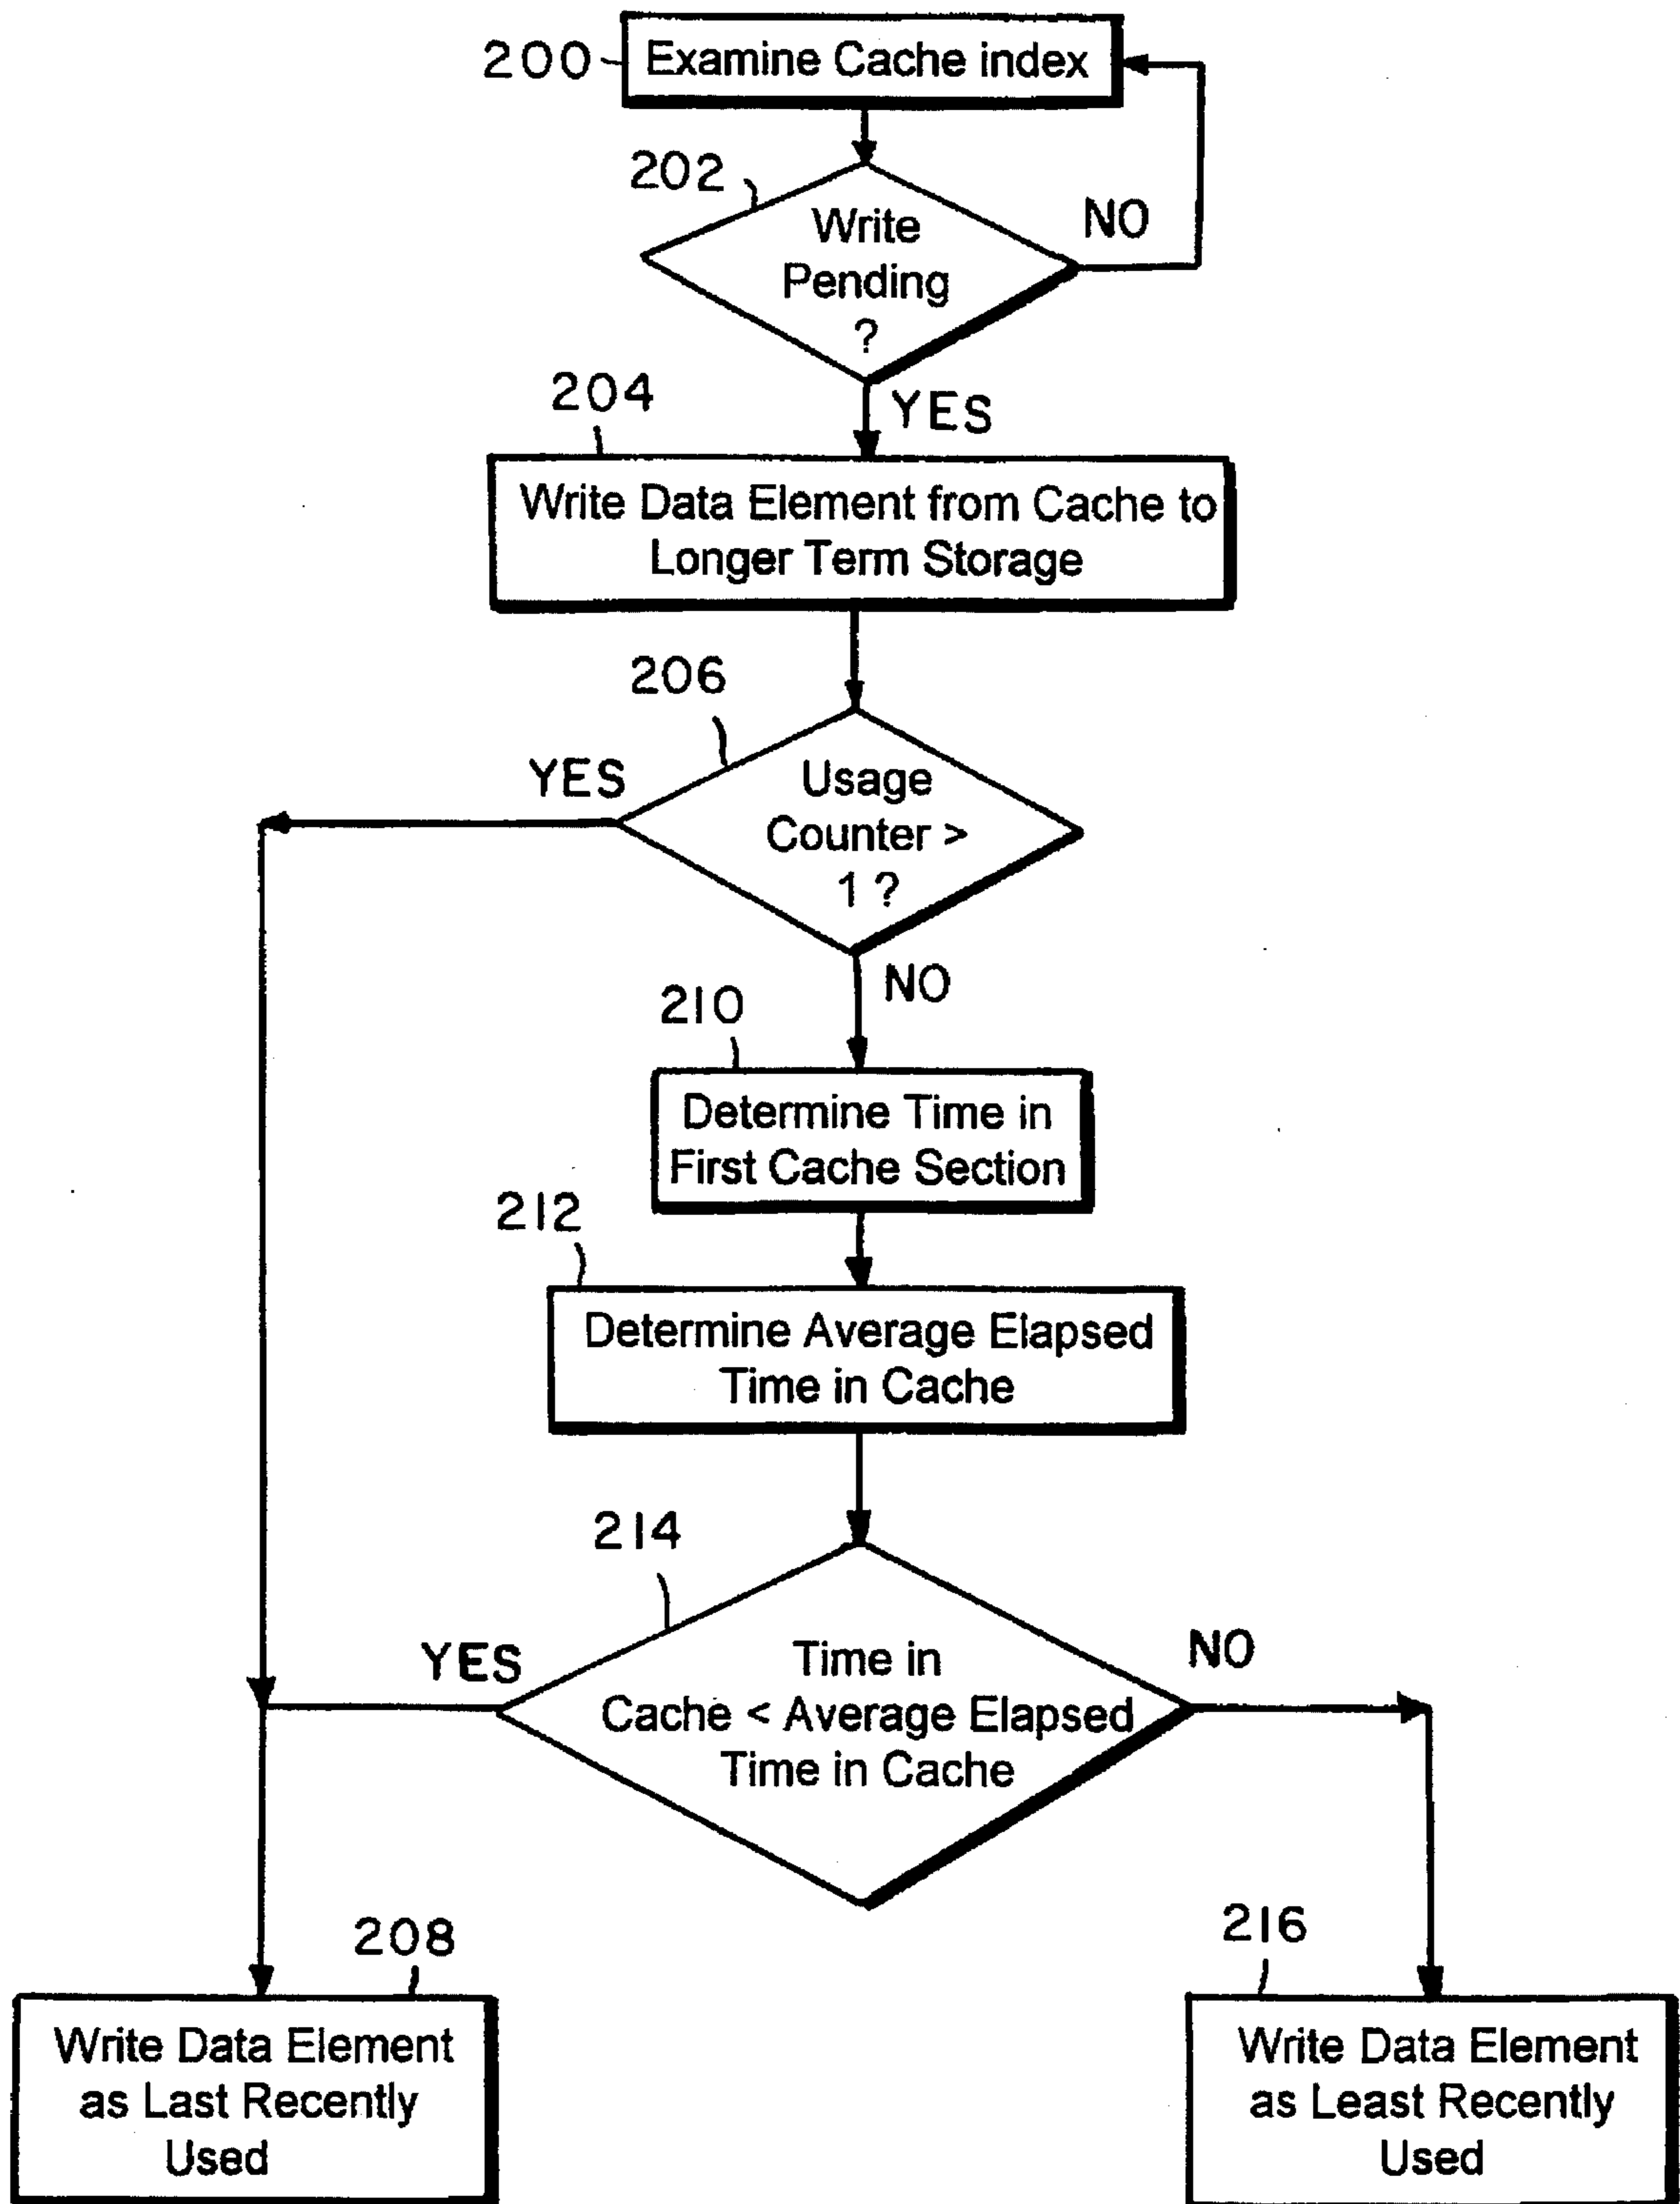 200
Examine Cache index
202
Write
Pending
?
NO
YES
204
Write Data Element from Cache to
Longer Term Storage
206
Usage
Counter >
1 ?
YES
NO
210
Determine Time in
First Cache Section
212
Determine Average Elapsed
Time in Cache
214
Time in
Cache < Average Elapsed
Time in Cache
YES
NO
208
Write Data Element
as Last Recently
Used
216
Write Data Element
as Least Recently
Used